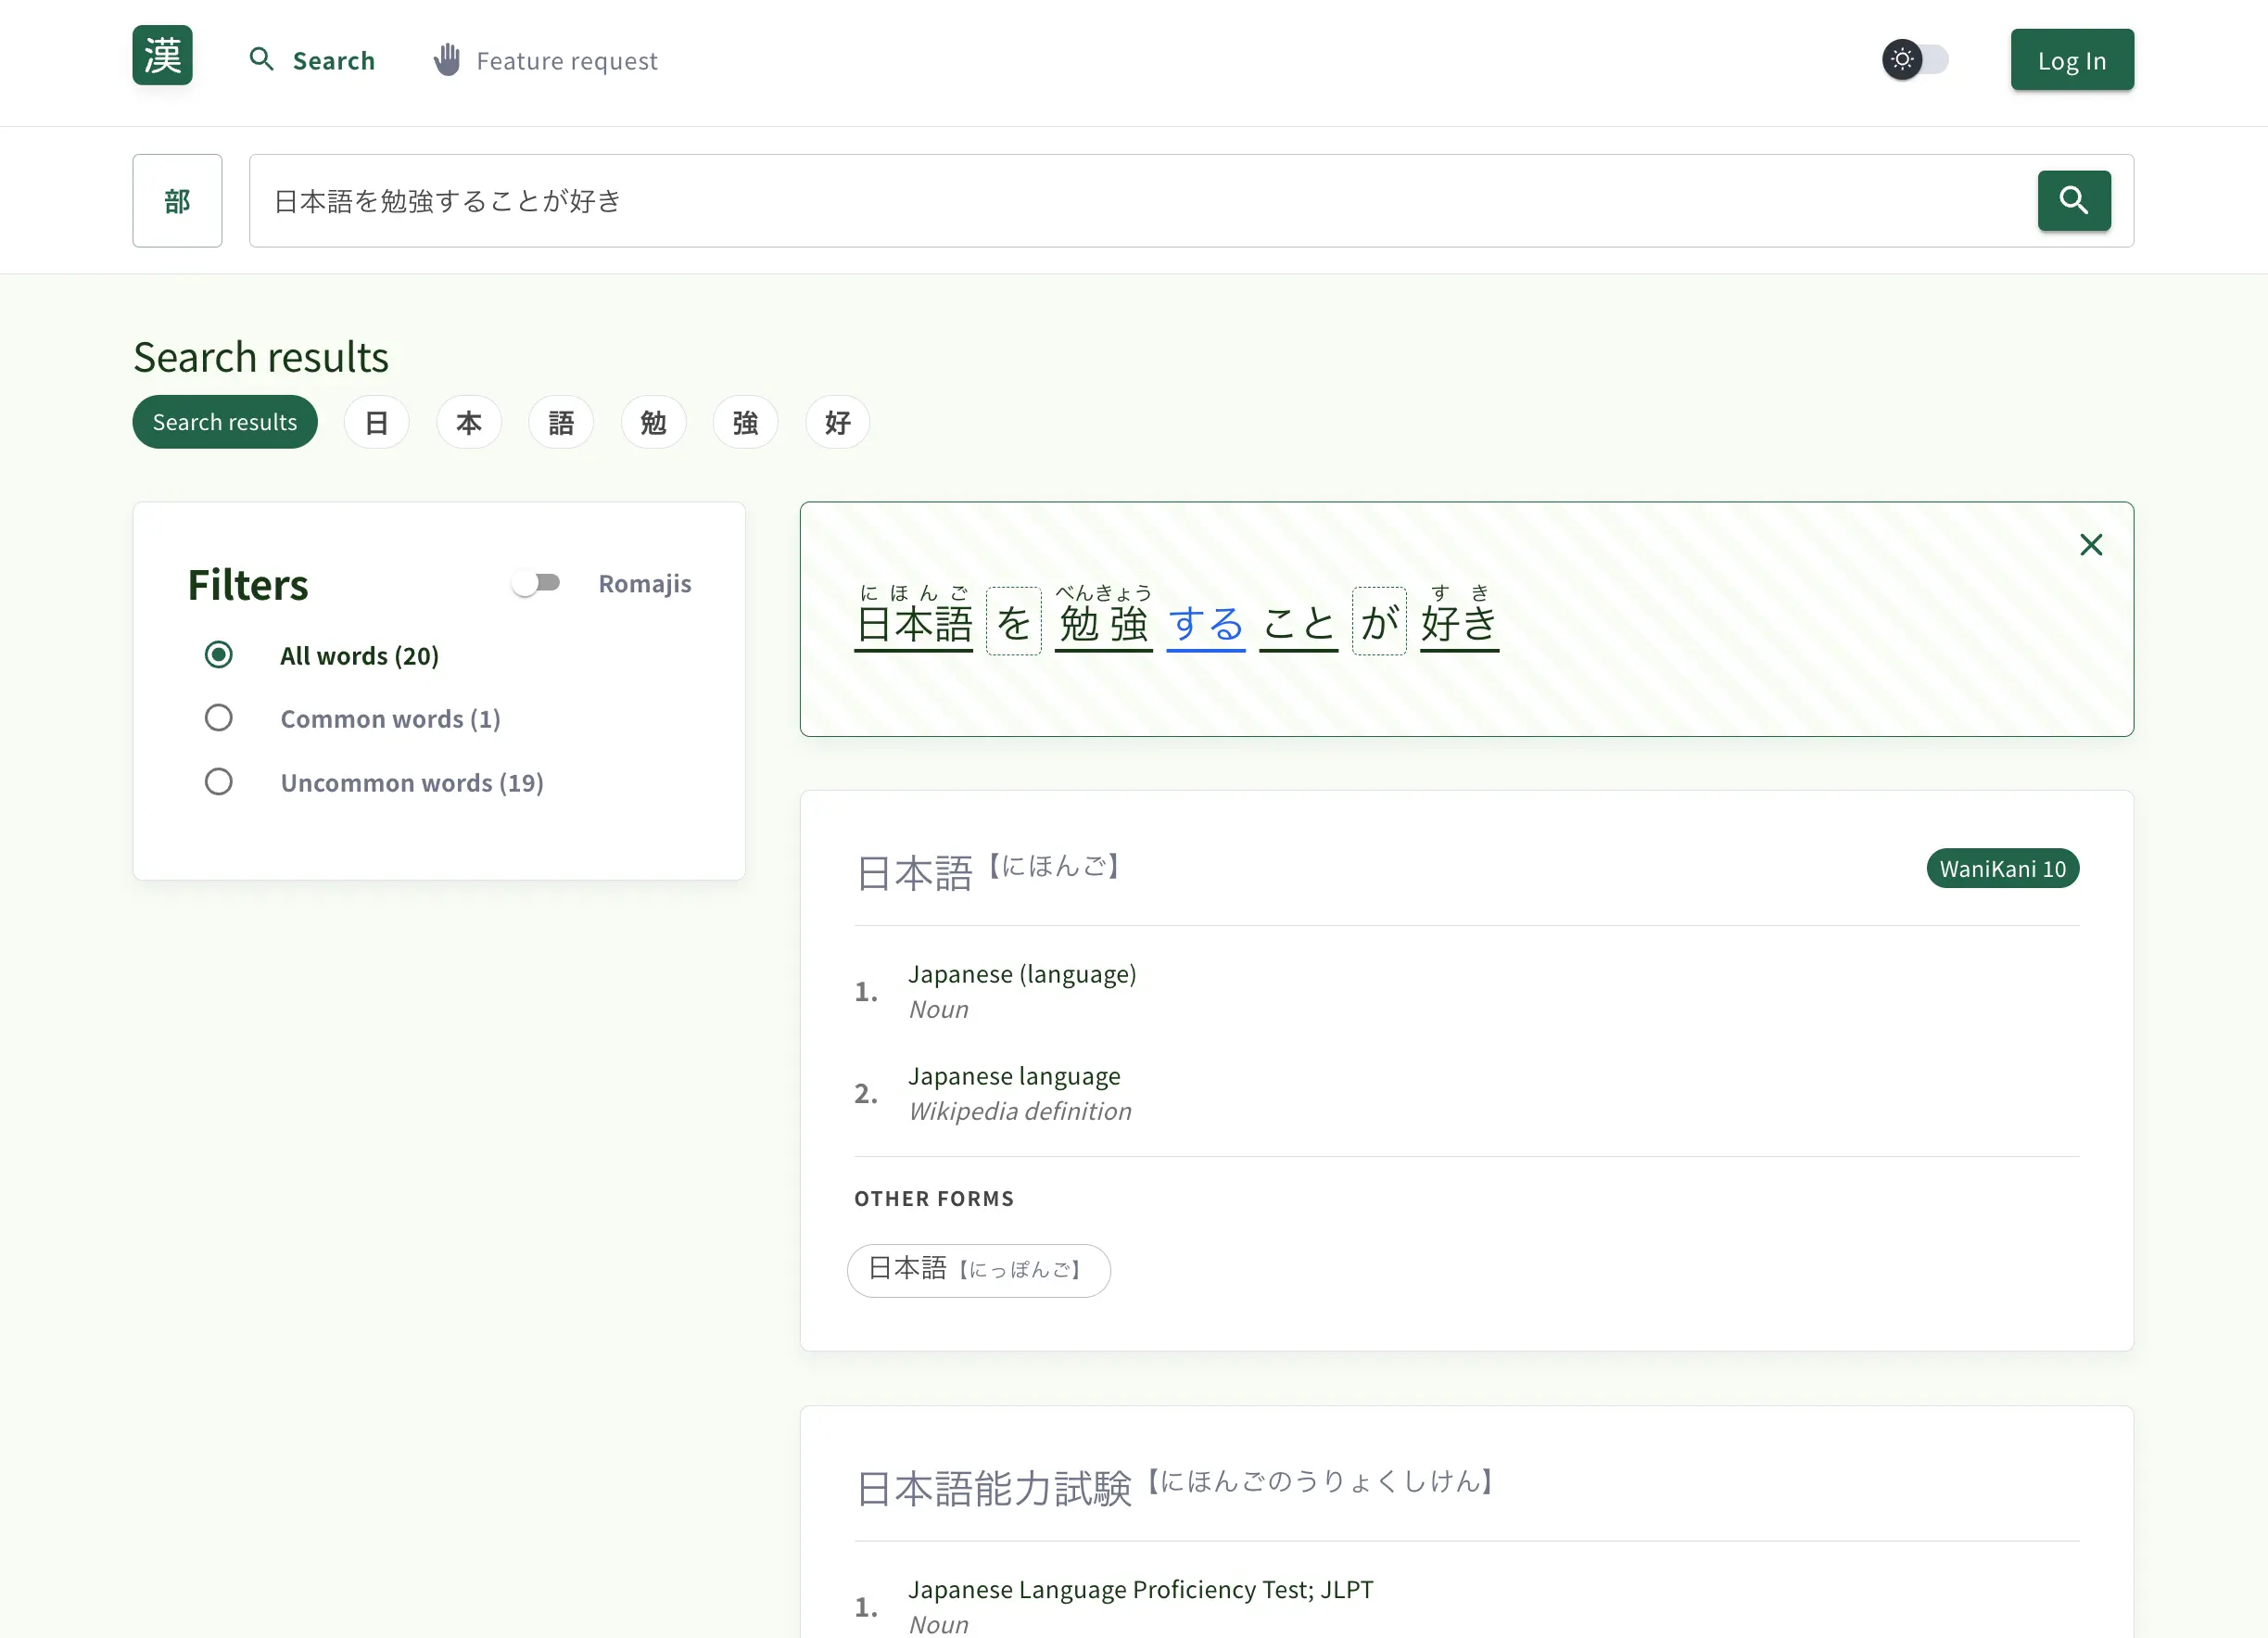 漢 Search Feature request Log In
部 日本語を勉強することが好き
Search results
Search results 日 本 語 勉 強 好
Filters Romajis
All words (20)
Common words (1)
Uncommon words (19)
にほんご べんきょう すき
日本語 を 勉強 する こと が 好き
日本語【にほんご】 WaniKani 10
1. Japanese (language)
Noun
2. Japanese language
Wikipedia definition
OTHER FORMS
日本語【にっぽんご】
日本語能力試験【にほんごのうりょくしけん】
1. Japanese Language Proficiency Test; JLPT
Noun